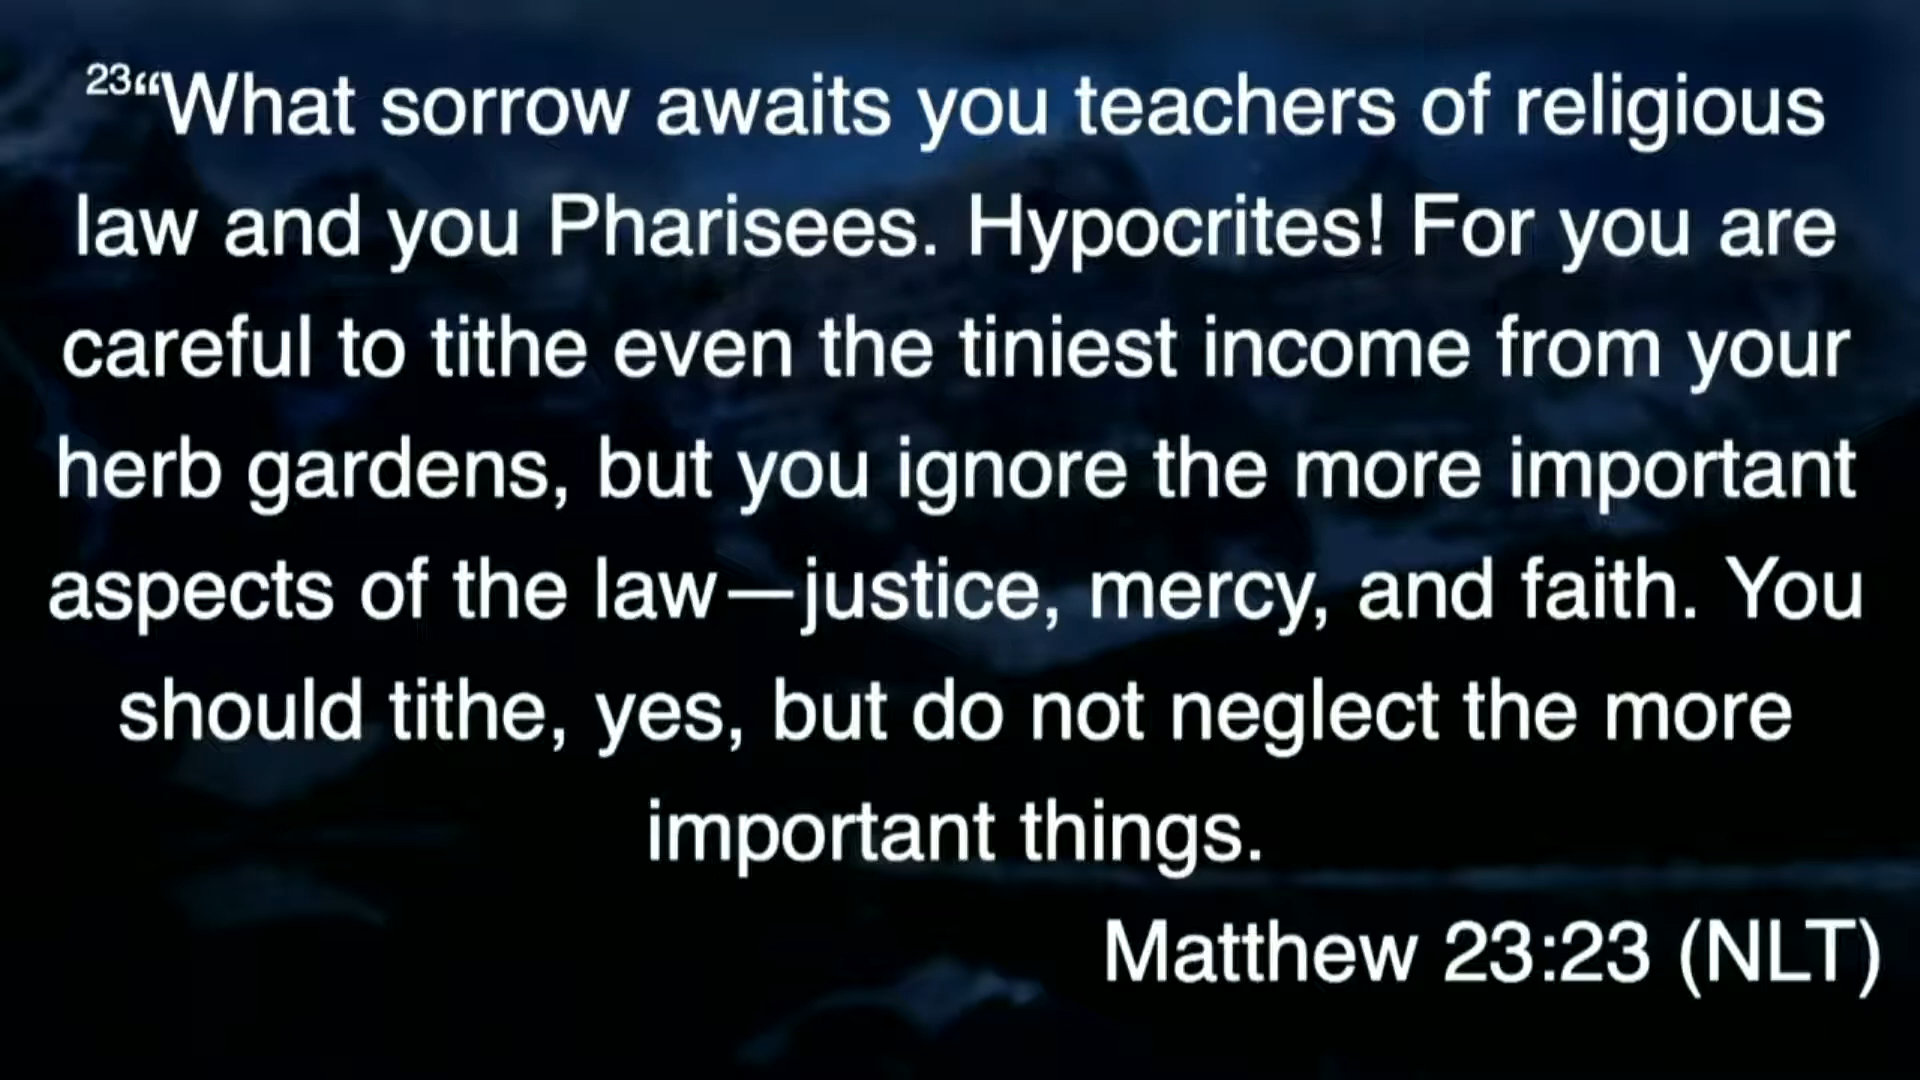 23“What sorrow awaits you teachers of religious
law and you Pharisees. Hypocrites! For you are
careful to tithe even the tiniest income from your
herb gardens, but you ignore the more important
aspects of the law—justice, mercy, and faith. You
should tithe, yes, but do not neglect the more
important things.
Matthew 23:23 (NLT)